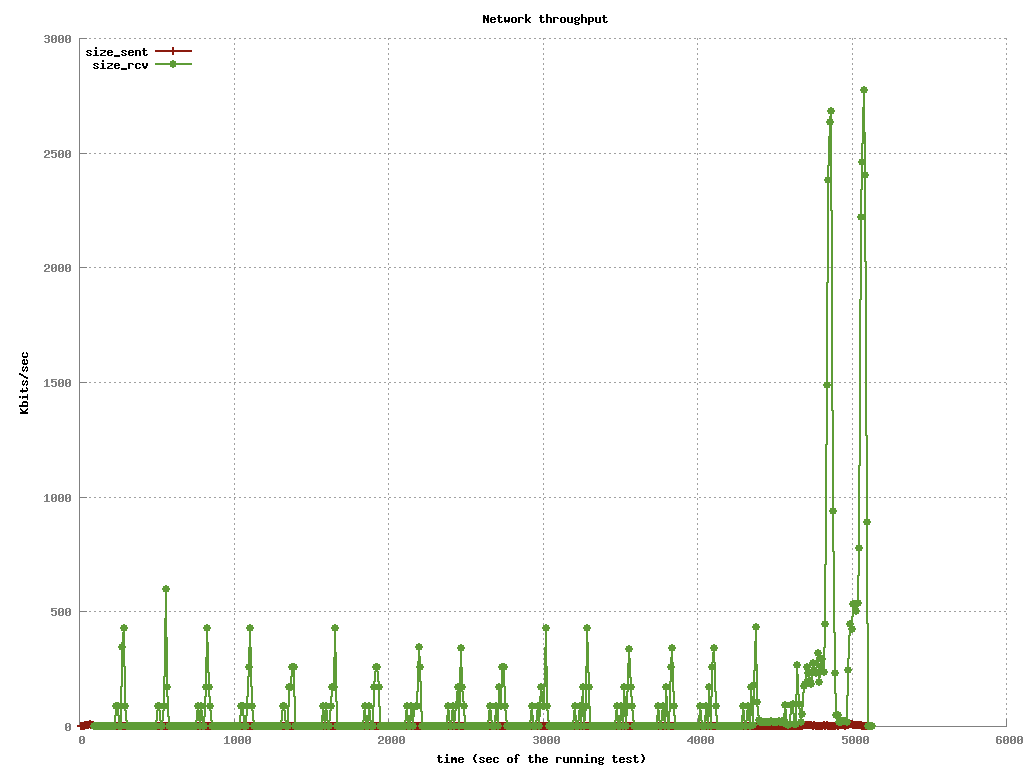 Network throughput
3000
size_sent
size_rcv
2500
2000
1500
Kbits/sec
1000
500
0
0 1000 2000 3000 4000 5000 6000
time (sec of the running test)